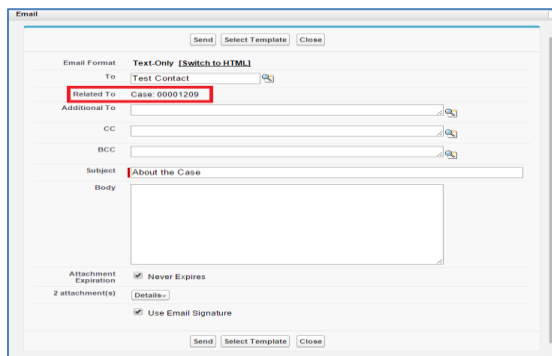 Email
Send Select Template Close
Email Format Text-Only [Switch to HTML]
To Test Contact
Related To Case: 00001209
Additional To
CC
BCC
Subject About the Case
Body
Attachment
Expiration Never Expires
2 attachment(s) Details
Use Email Signature
Send Select Template Close